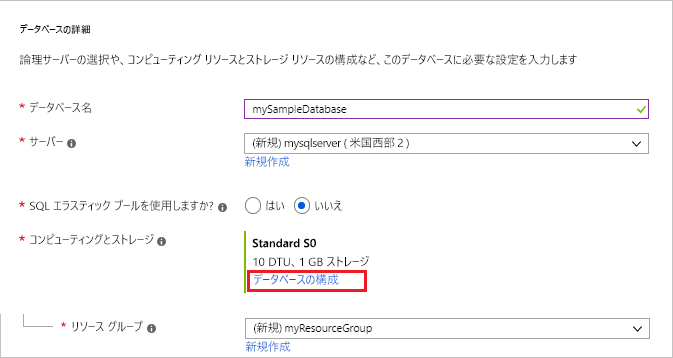 データベースの詳細
論理サーバーの選択や、コンピューティング リソースとストレージ リソースの構成など、このデータベースに必要な設定を入力します
* データベース名 mySampleDatabase
* サーバー (新規) mysqlserver ( 米国西部 2 )
新規作成
* SQL エラスティック プールを使用しますか? はい いいえ
* コンピューティングとストレージ
Standard S0
10 DTU、1 GB ストレージ
データベースの構成
* リソース グループ (新規) myResourceGroup
新規作成